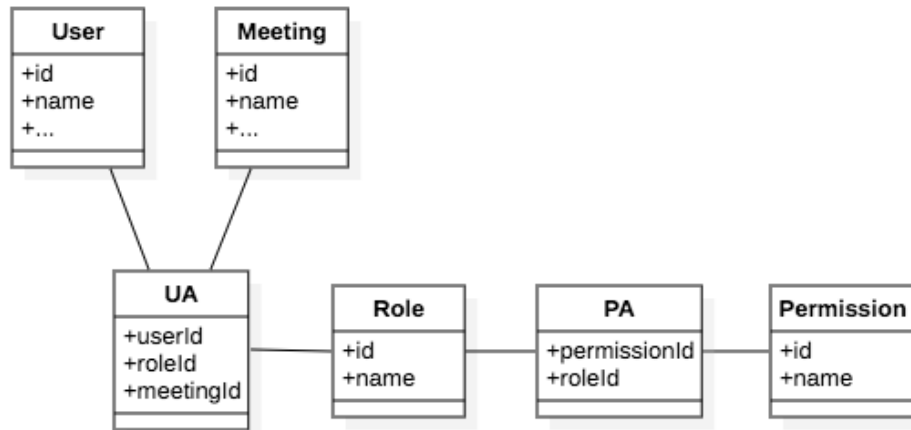 User
+id
+name
+...
Meeting
+id
+name
+...
UA
+userId
+roleId
+meetingId
Role
+id
+name
PA
+permissionId
+roleId
Permission
+id
+name